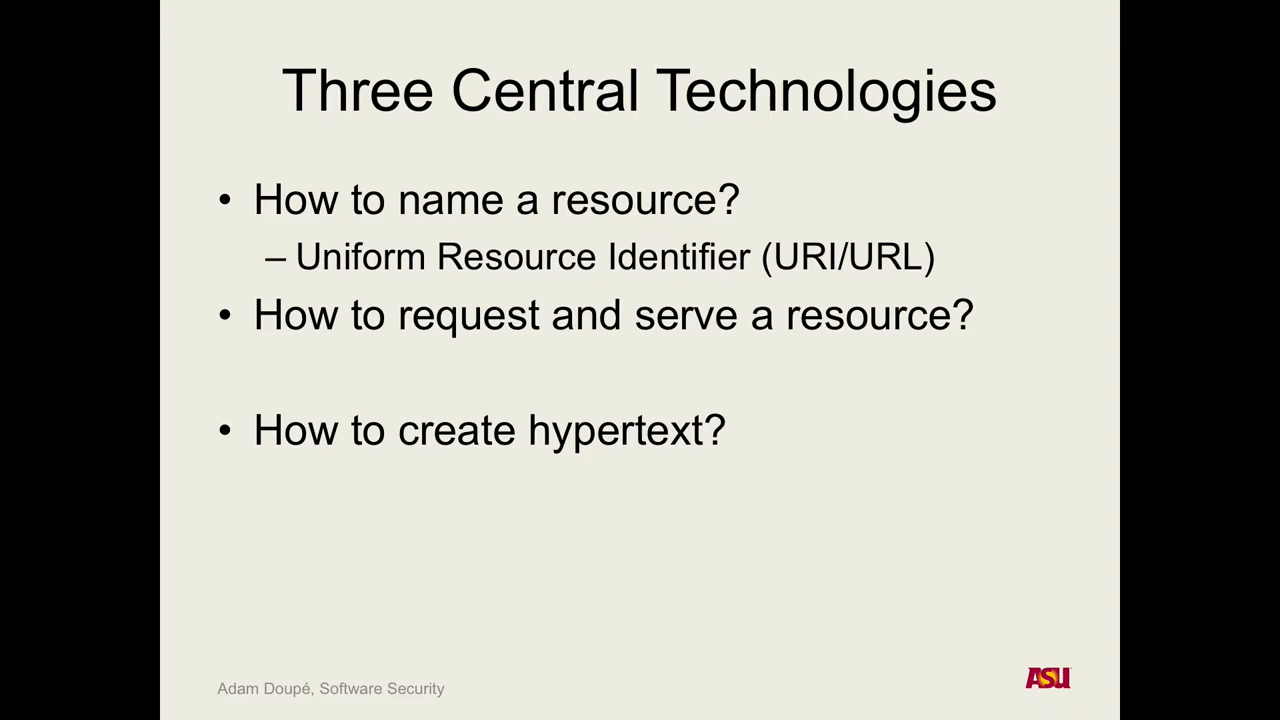 Three Central Technologies
• How to name a resource?
– Uniform Resource Identifier (URI/URL)
• How to request and serve a resource?
• How to create hypertext?
Adam Doupé, Software Security
ASU